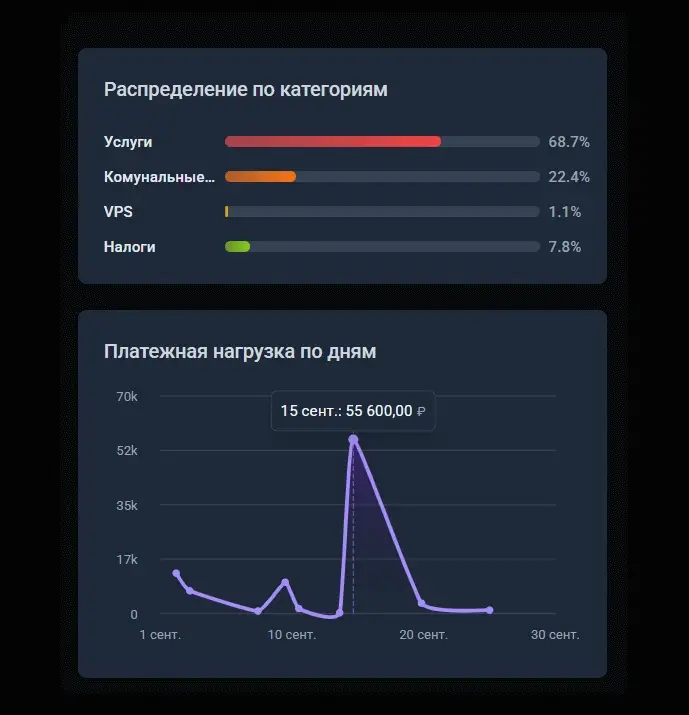 Распределение по категориям
Услуги 68.7%
Комунальные... 22.4%
VPS 1.1%
Налоги 7.8%
Платежная нагрузка по дням
70k
15 сент.: 55 600,00 ₽
52k
35k
17k
0
1 сент. 10 сент. 20 сент. 30 сент.